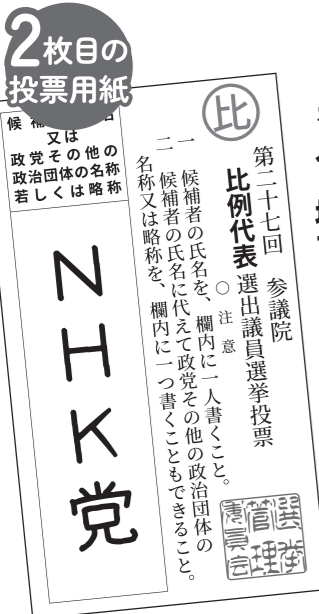 2枚目の
投票用紙
比
第二十七回 参議院
比例代表選出議員選挙投票
○注意
一 候補者の氏名を、欄内に一人書くこと。
二 候補者の氏名に代えて政党その他の政治団体の
名称又は略称を、欄内に一つ書くこともできること。
候補
又は
政党その他の
政治団体の名称
若しくは略称
NHK党
選挙
管理
委員会